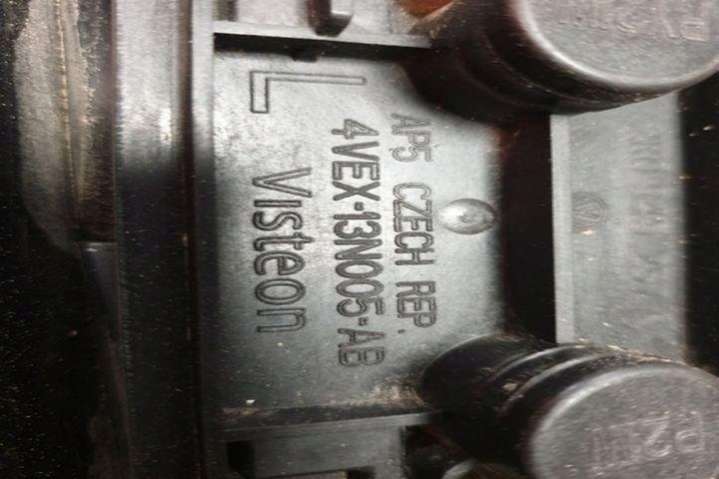 L
AP5 CZECH REP.
4VEX-13N005-AB
Visteon